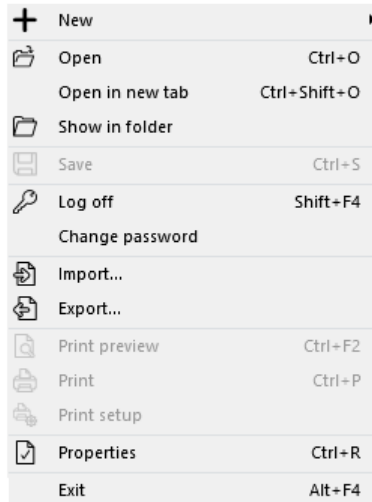 New
Open Ctrl+O
Open in new tab Ctrl+Shift+O
Show in folder
Save Ctrl+S
Log off Shift+F4
Change password
Import...
Export...
Print preview Ctrl+F2
Print Ctrl+P
Print setup
Properties Ctrl+R
Exit Alt+F4